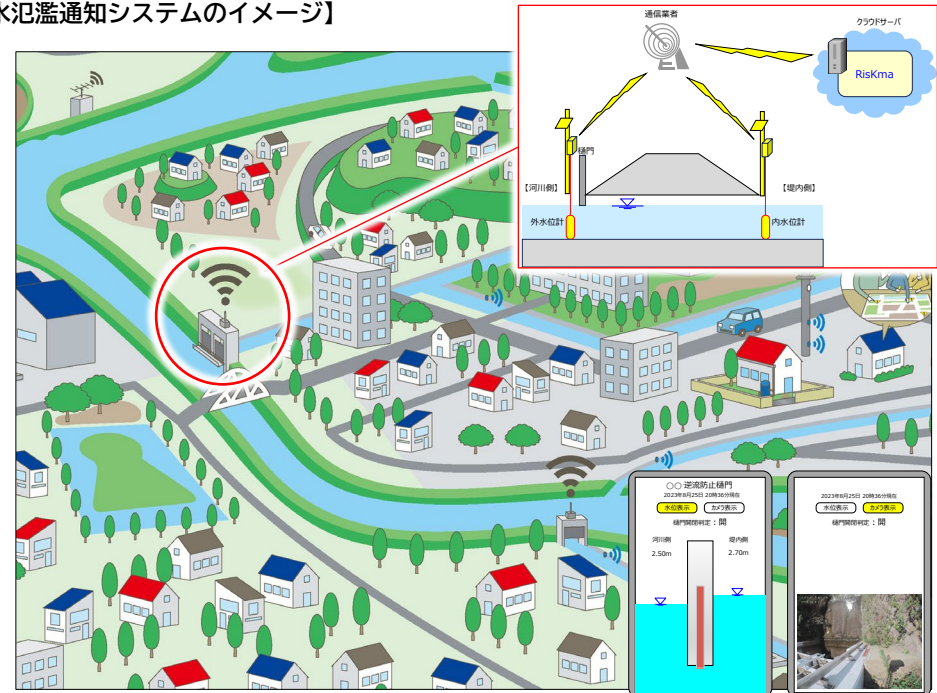 水氾濫通知システムのイメージ】
通信業者
クラウドサーバ
RisKma
樋門
【河川側】
【堤内側】
外水位計
内水位計
○○逆流防止樋門
2023年8月25日 20時36分現在
水位表示
カメラ表示
樋門開閉判定：開
河川側
堤内側
2.50m
2.70m
2023年8月25日 20時36分現在
水位表示
カメラ表示
樋門開閉判定：開